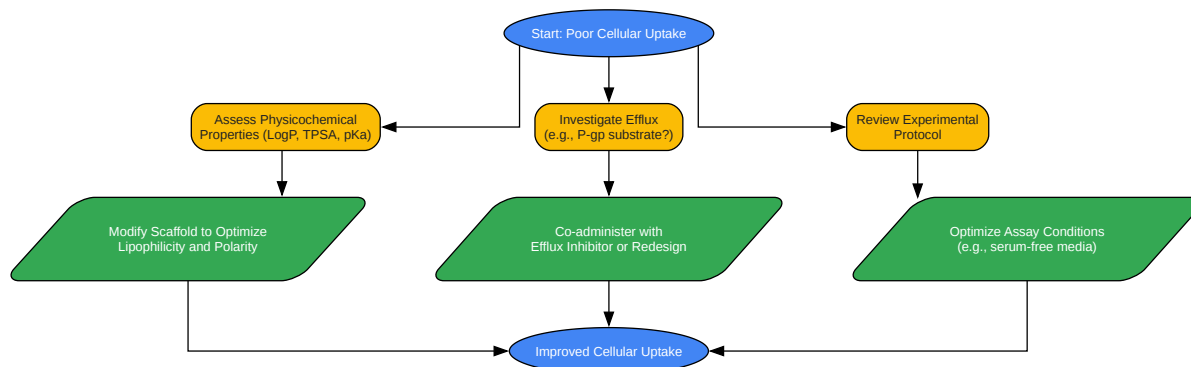 Start: Poor Cellular Uptake
Assess Physicochemical
Properties (LogP, TPSA, pKa)
Investigate Efflux
(e.g., P-gp substrate?)
Review Experimental
Protocol
Modify Scaffold to Optimize
Lipophilicity and Polarity
Co-administer with
Efflux Inhibitor or Redesign
Optimize Assay Conditions
(e.g., serum-free media)
Improved Cellular Uptake